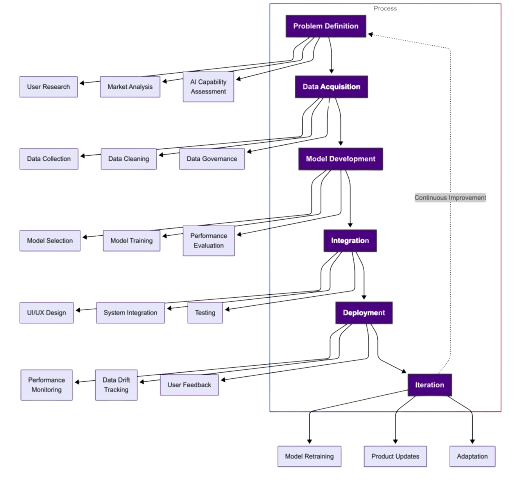 Process
Problem Definition
User Research
Market Analysis
AI Capability
Assessment
Data Acquisition
Data Collection
Data Cleaning
Data Governance
Model Development
Continuous Improvement
Model Selection
Model Training
Performance
Evaluation
Integration
UI/UX Design
System Integration
Testing
Deployment
Performance
Monitoring
Data Drift
Tracking
User Feedback
Iteration
Model Retraining
Product Updates
Adaptation